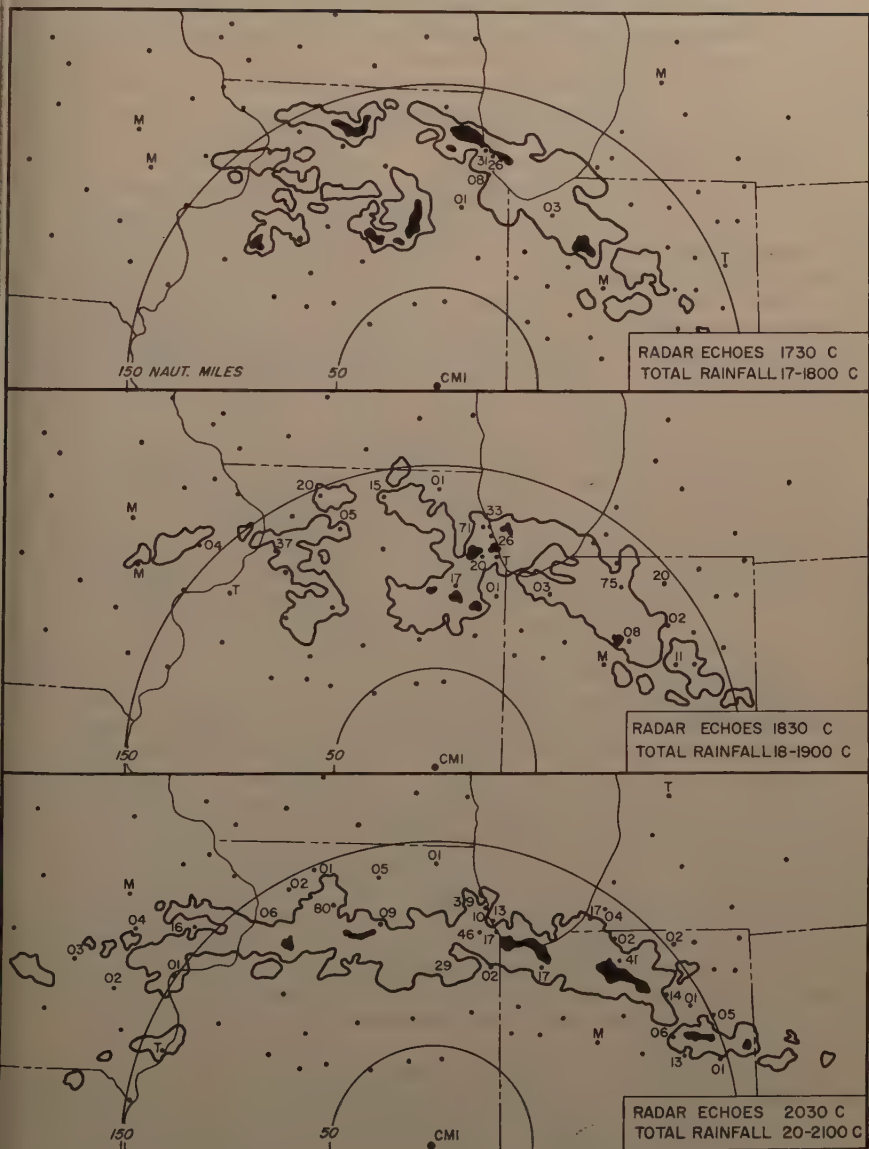 M
M
M
31 26
08
01
03
T
M
150 NAUT. MILES
50
CMI
RADAR ECHOES 1730 C
TOTAL RAINFALL 17-1800 C
20
15
01
M
05
33
04
37
71
26
M
20
T
T
17
01
03
75
20
02
08
M
11
150
50
CMI
RADAR ECHOES 1830 C
TOTAL RAINFALL 18-1900 C
T
01
01
05
M
02
80
39
06
09
10
13
17
04
04
16
46
17
02
02
03
41
02
01
29
02
17
14
01
05
06
T
M
13
01
150
50
CMI
RADAR ECHOES 2030 C
TOTAL RAINFALL 20-2100 C